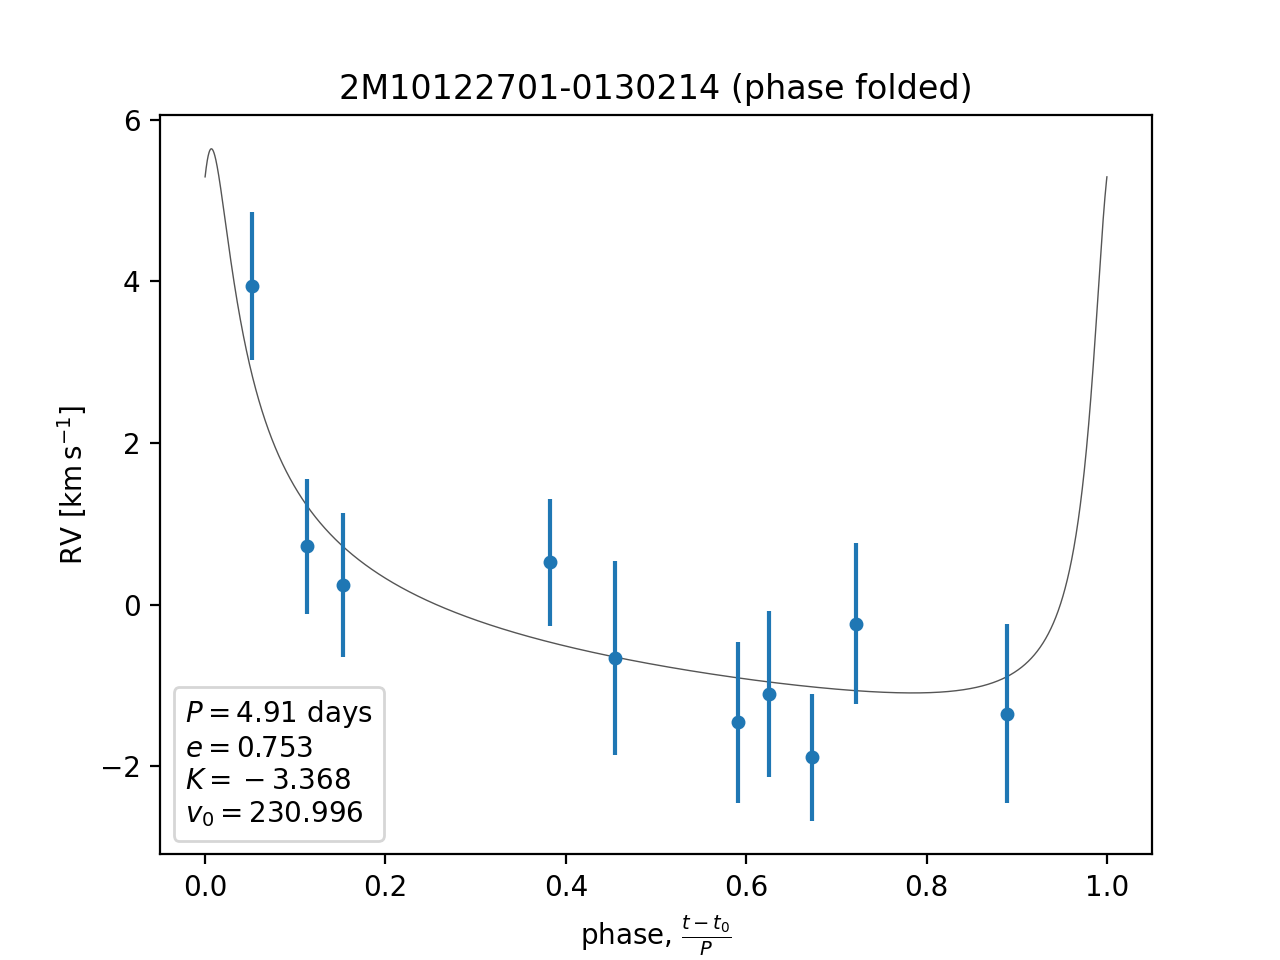 2M10122701-0130214 (phase folded)
6
4
2
0
−2
RV [km s⁻¹]
P = 4.91 days
e = 0.753
K = −3.368
v₀ = 230.996
0.0 0.2 0.4 0.6 0.8 1.0
phase, (t − t₀)/P